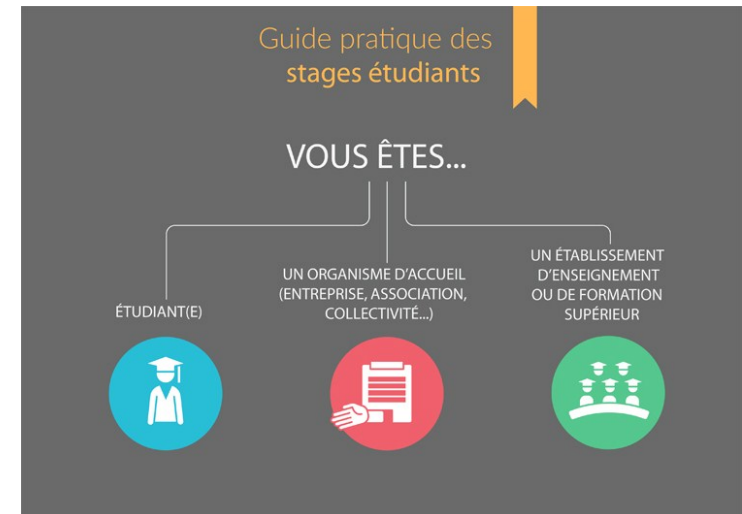 Guide pratique des
stages étudiants
VOUS ÊTES...
ÉTUDIANT(E)
UN ORGANISME D'ACCUEIL
(ENTREPRISE, ASSOCIATION,
COLLECTIVITÉ...)
UN ÉTABLISSEMENT
D'ENSEIGNEMENT
OU DE FORMATION
SUPÉRIEUR